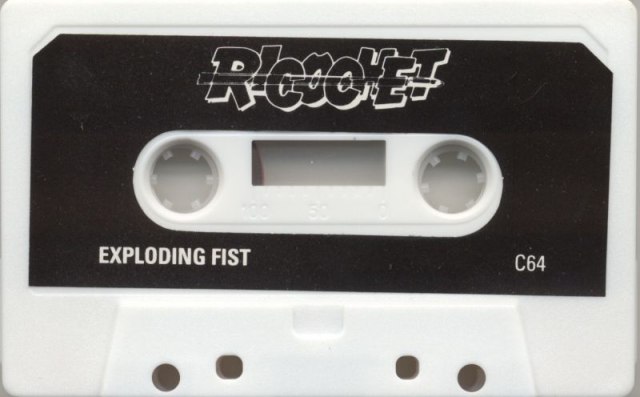 RICOCHET
100 50 0
EXPLODING FIST
C64